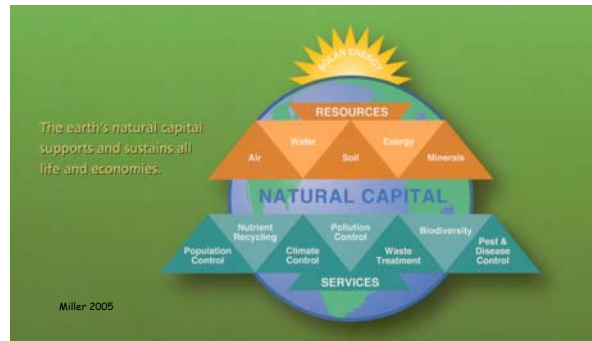 SOLAR ENERGY
The earth's natural capital
supports and sustains all
life and economies.
RESOURCES
Air
Water
Soil
Energy
Minerals
NATURAL CAPITAL
Population
Control
Nutrient
Recycling
Climate
Control
Pollution
Control
Waste
Treatment
Biodiversity
Pest &
Disease
Control
SERVICES
Miller 2005